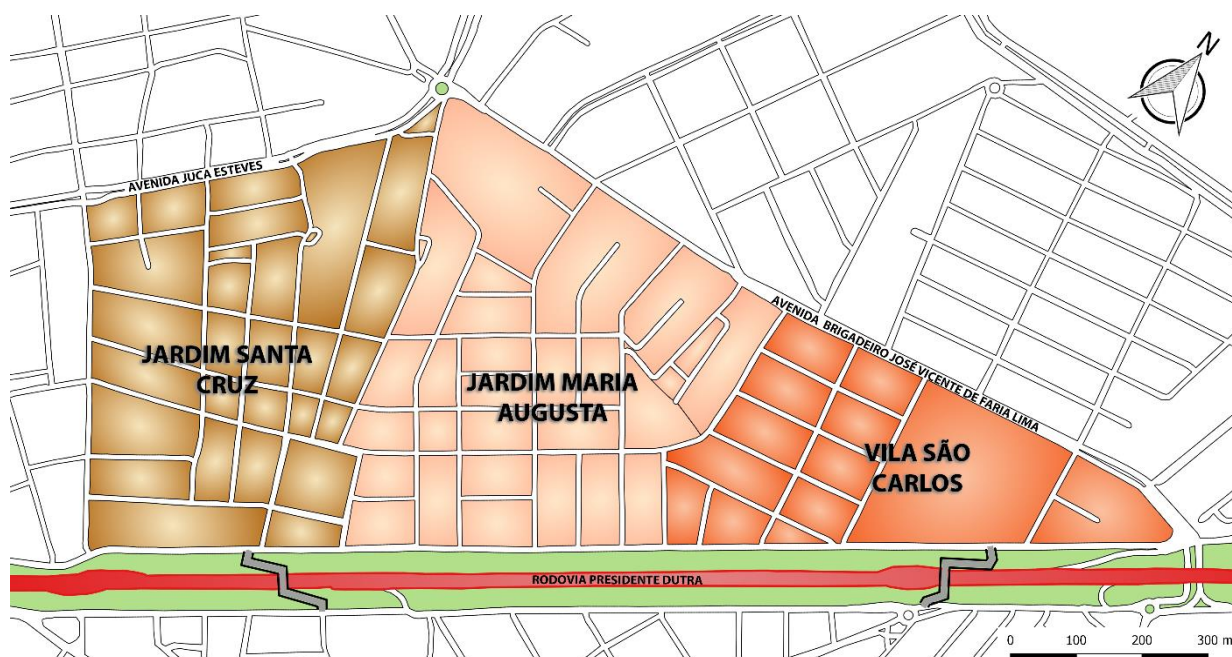 N
AVENIDA JUCA ESTEVES
AVENIDA BRIGADEIRO JOSÉ VICENTE DE FARIA LIMA
JARDIM SANTA
CRUZ
JARDIM MARIA
AUGUSTA
VILA SÃO
CARLOS
RODOVIA PRESIDENTE DUTRA
0 100 200 300 m